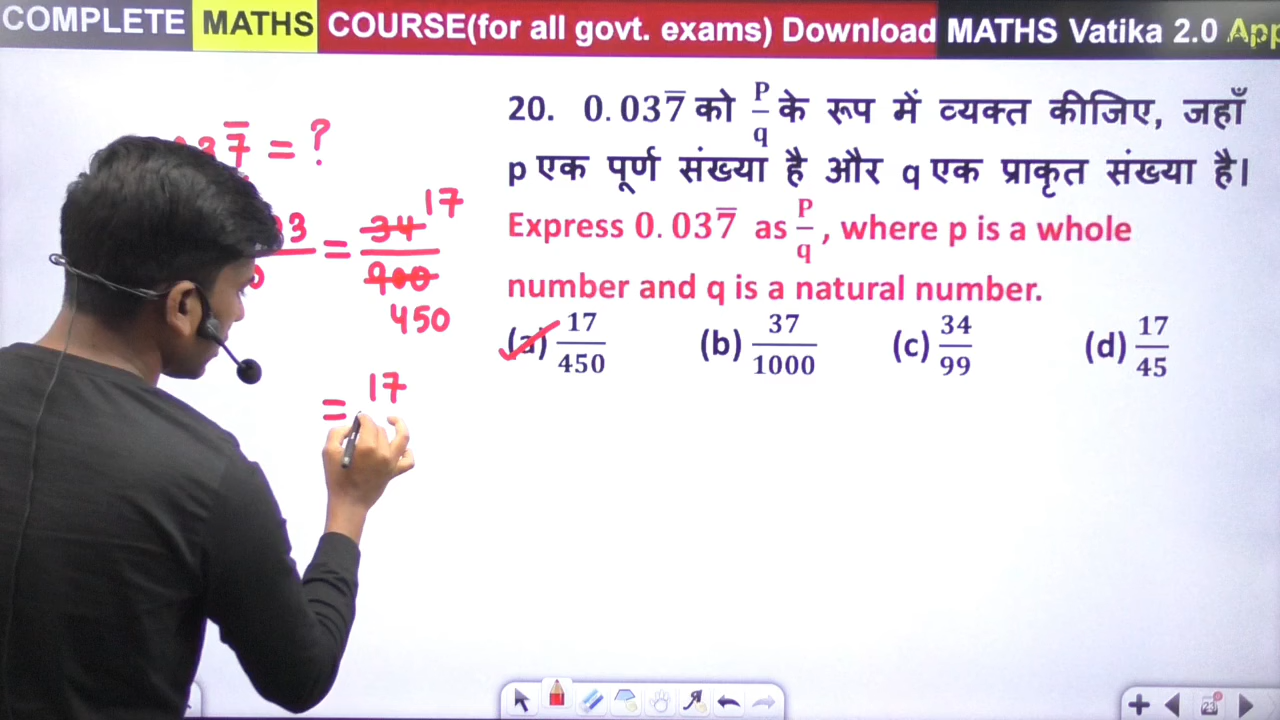 COMPLETE MATHS COURSE(for all govt. exams) Download MATHS Vatika 2.0 App
20. 0.037̅ को P/q के रूप में व्यक्त कीजिए, जहाँ
p एक पूर्ण संख्या है और q एक प्राकृत संख्या है।
Express 0.037̅ as P/q, where p is a whole
number and q is a natural number.
(a) 17/450 (b) 37/1000 (c) 34/99 (d) 17/45
37̅ = ?
= 34/900 17
450
= 17